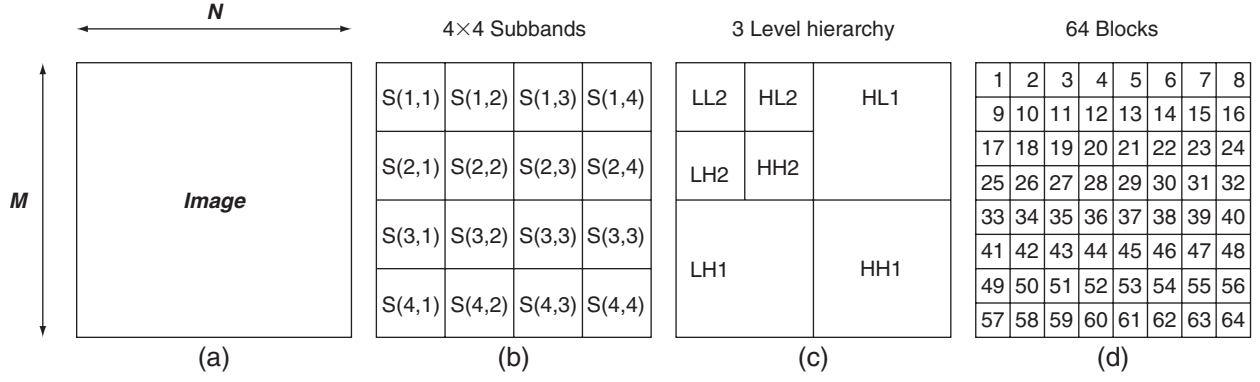 N
4×4 Subbands
3 Level hierarchy
64 Blocks
M
Image
S(1,1) S(1,2) S(1,3) S(1,4)
S(2,1) S(2,2) S(2,3) S(2,4)
S(3,1) S(3,2) S(3,3) S(3,3)
S(4,1) S(4,2) S(4,3) S(4,4)
LL2 HL2 HL1
LH2 HH2
LH1 HH1
1 2 3 4 5 6 7 8
9 10 11 12 13 14 15 16
17 18 19 20 21 22 23 24
25 26 27 28 29 30 31 32
33 34 35 36 37 38 39 40
41 42 43 44 45 46 47 48
49 50 51 52 53 54 55 56
57 58 59 60 61 62 63 64
(a)
(b)
(c)
(d)